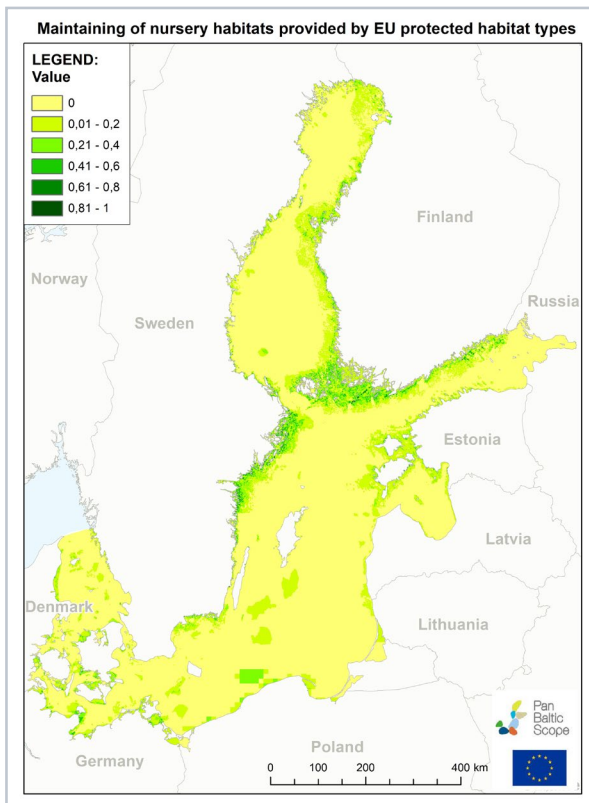 Maintaining of nursery habitats provided by EU protected habitat types
LEGEND:
Value
0
0,01 - 0,2
0,21 - 0,4
0,41 - 0,6
0,61 - 0,8
0,81 - 1
Finland
Norway
Russia
Sweden
Estonia
Latvia
Denmark
Lithuania
Pan
Baltic
Scope
Germany
Poland
0 100 200 400 km